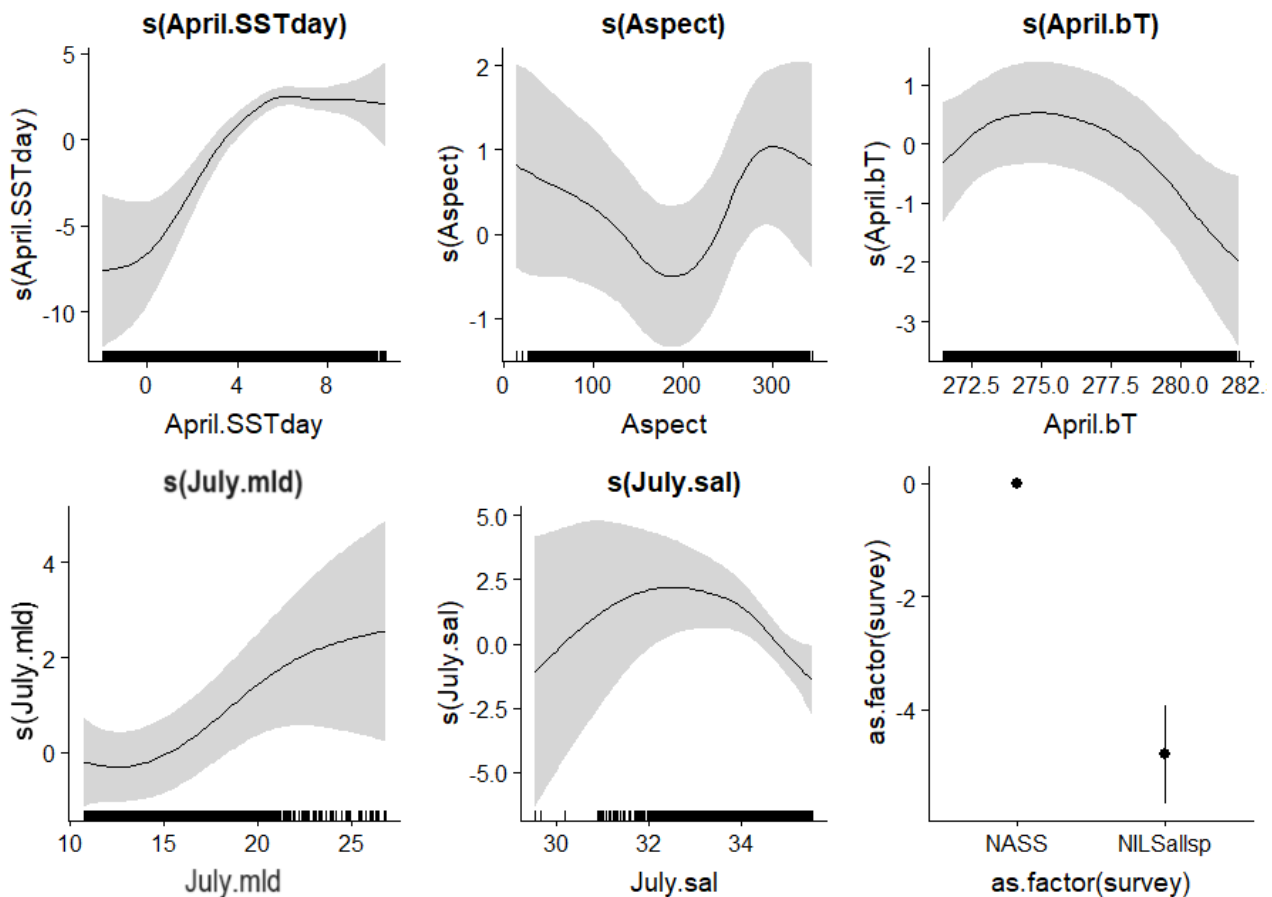 s(April.SSTday)
s(April.SSTday)
5
0
-5
-10
0 4 8
April.SSTday
s(Aspect)
s(Aspect)
2
1
0
-1
0 100 200 300
Aspect
s(April.bT)
s(April.bT)
1
0
-1
-2
-3
272.5 275.0 277.5 280.0 282.
April.bT
s(July.mld)
s(July.mld)
4
2
0
10 15 20 25
July.mld
s(July.sal)
s(July.sal)
5.0
2.5
0.0
-2.5
-5.0
30 32 34
July.sal
as.factor(survey)
0
-2
-4
NASS NILSallsp
as.factor(survey)